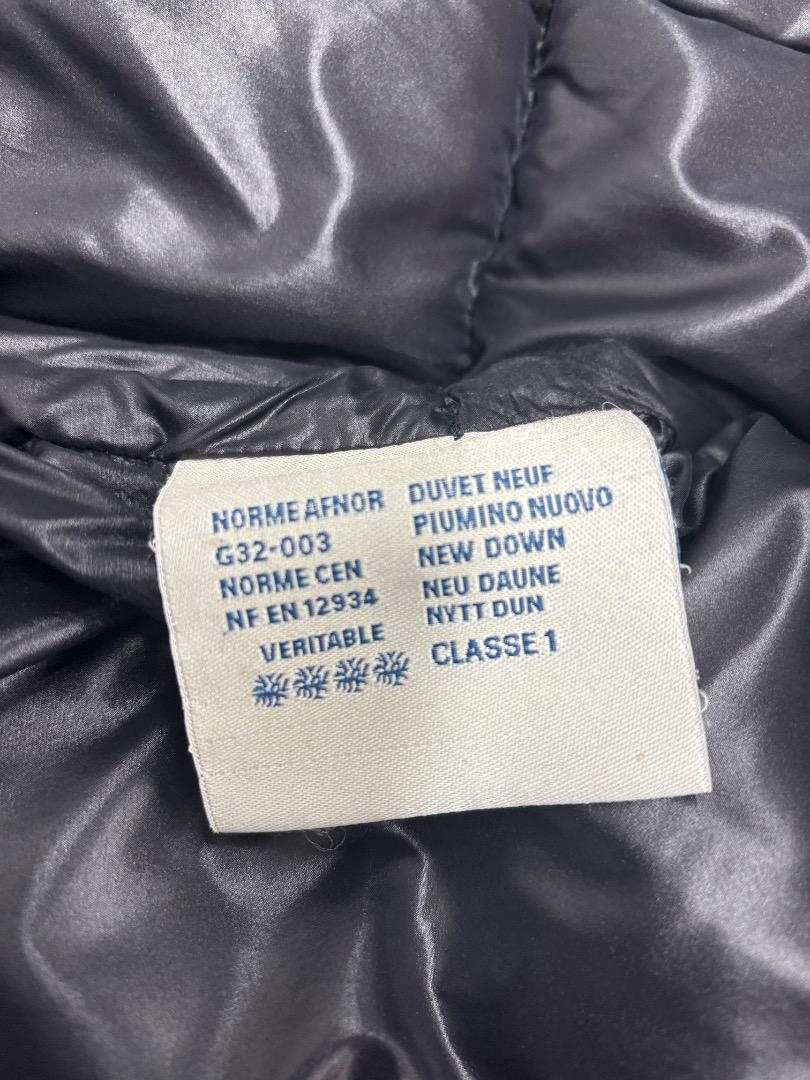 NORME AFNOR
G32-003
NORME CEN
NF EN 12934
VERITABLE
DUVET NEUF
PIUMINO NUOVO
NEW DOWN
NEU DAUNE
NYTT DUN
CLASSE 1